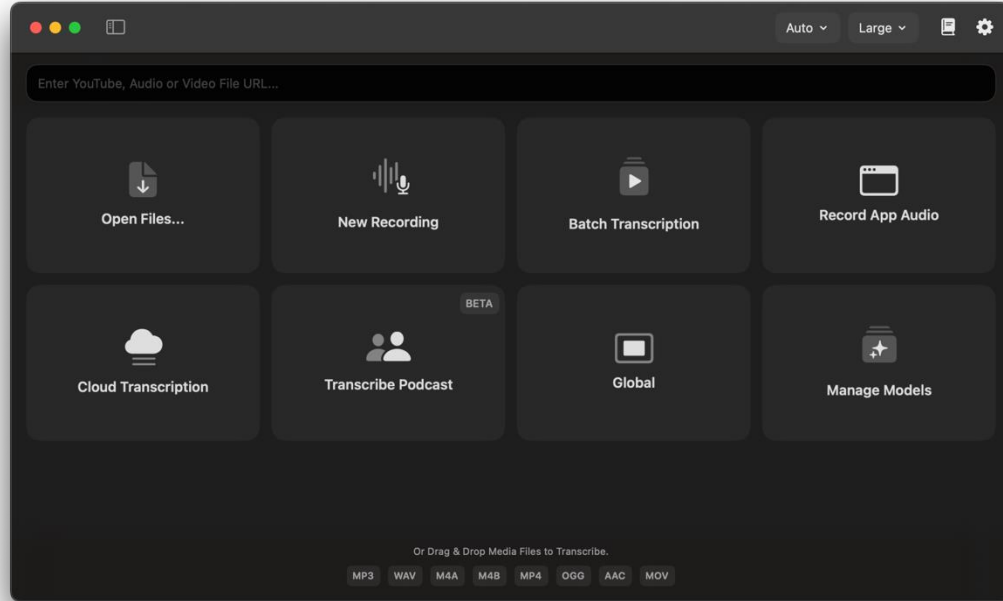 Auto
Large
Enter YouTube, Audio or Video File URL...
Open Files...
New Recording
Batch Transcription
Record App Audio
BETA
Cloud Transcription
Transcribe Podcast
Global
Manage Models
Or Drag & Drop Media Files to Transcribe.
MP3 WAV M4A M4B MP4 OGG AAC MOV